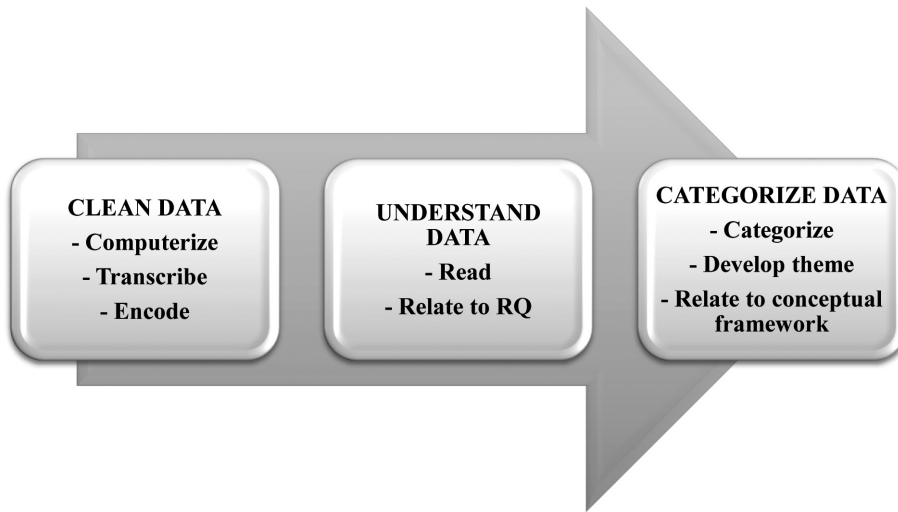 CLEAN DATA
- Computerize
- Transcribe
- Encode
UNDERSTAND
DATA
- Read
- Relate to RQ
CATEGORIZE DATA
- Categorize
- Develop theme
- Relate to conceptual
framework